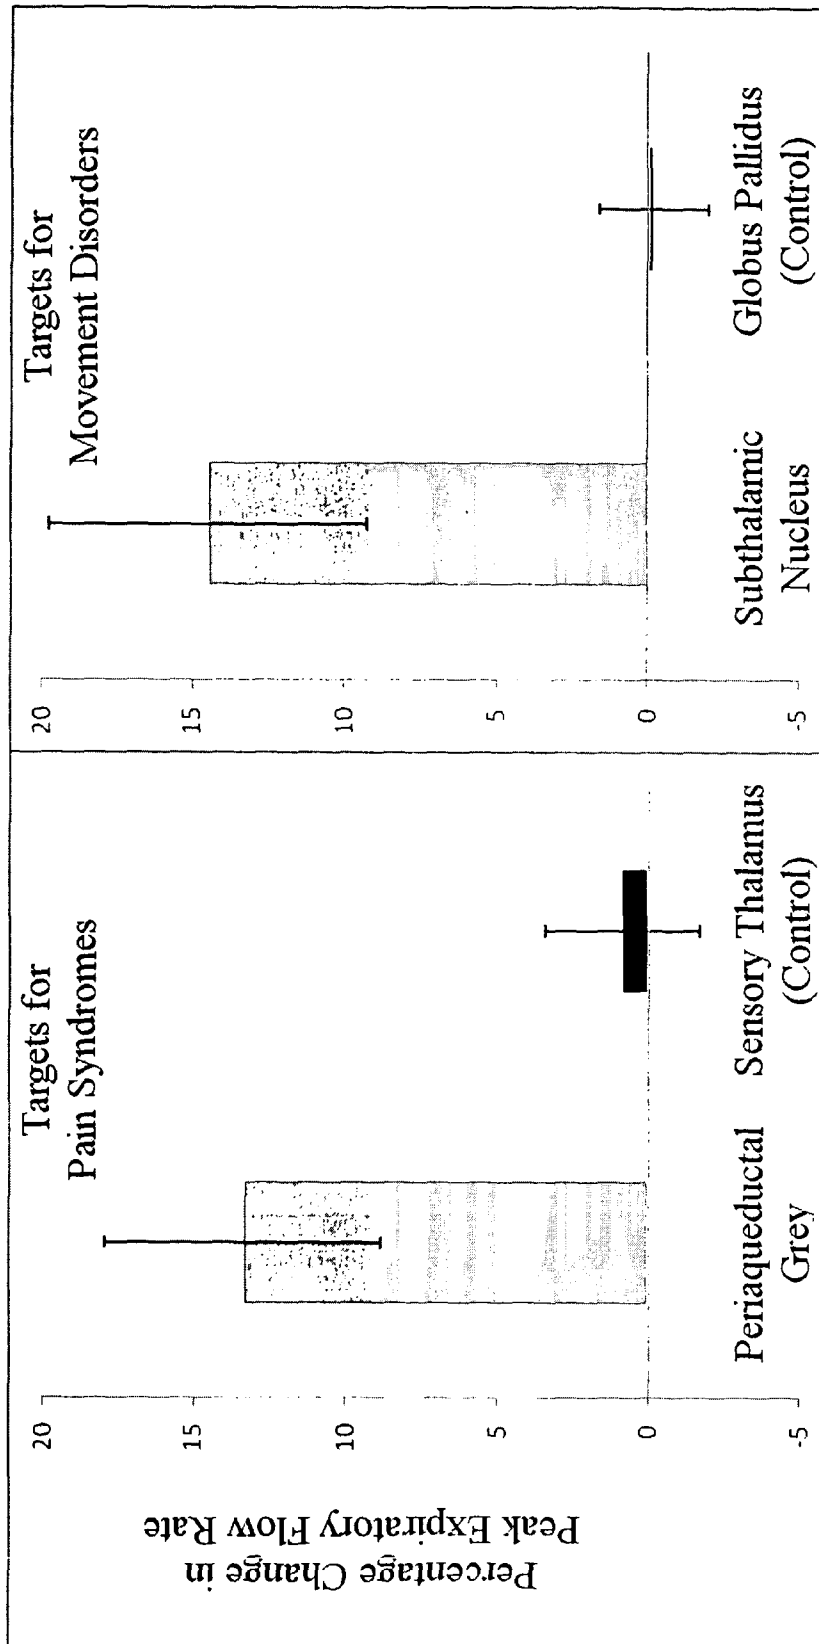 Percentage Change in
Peak Expiratory Flow Rate
Targets for
Pain Syndromes
20
15
10
5
0
-5
Periaqueductal
Grey
Sensory Thalamus
(Control)
Targets for
Movement Disorders
20
15
10
5
0
-5
Subthalamic
Nucleus
Globus Pallidus
(Control)